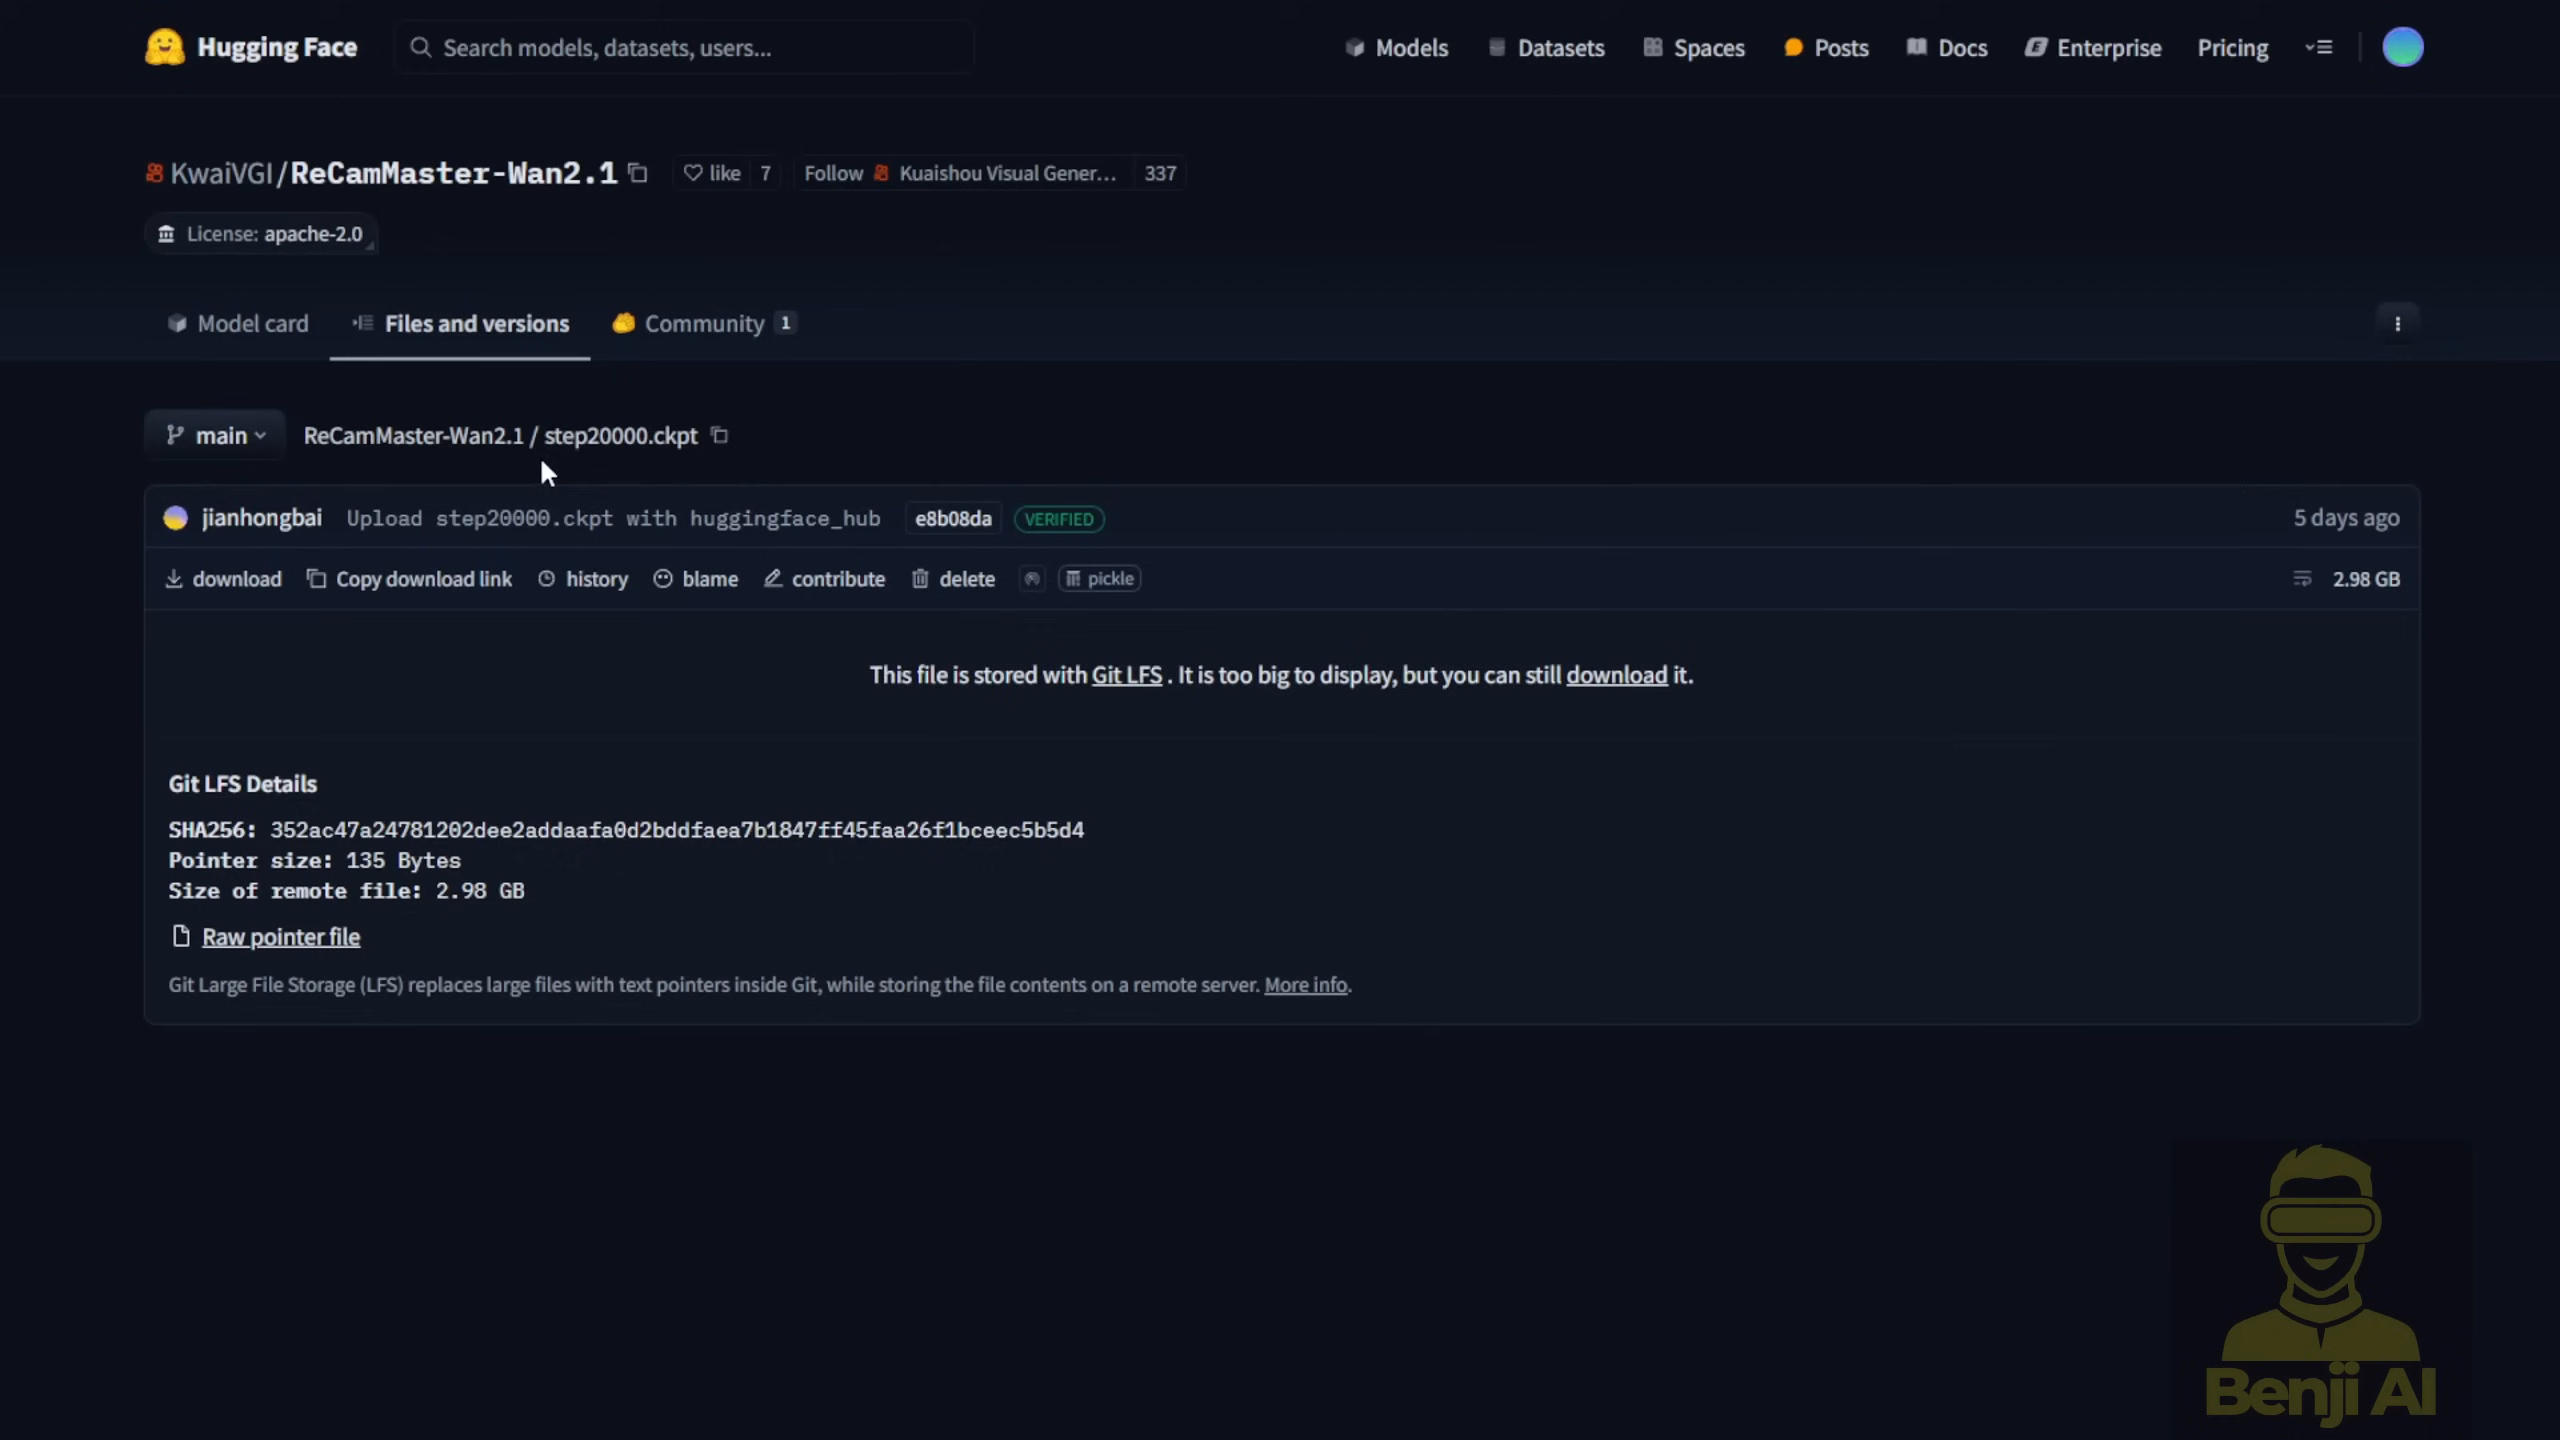 Hugging Face
Search models, datasets, users...
Models
Datasets
Spaces
Posts
Docs
Enterprise
Pricing
KwaiVGI/ReCamMaster-Wan2.1
like 7
Follow Kuaishou Visual Gener... 337
License: apache-2.0
Model card
Files and versions
Community 1
main
ReCamMaster-Wan2.1 / step20000.ckpt
jianhongbai Upload step20000.ckpt with huggingface_hub e8b08da VERIFIED 5 days ago
download Copy download link history blame contribute delete pickle 2.98 GB
This file is stored with Git LFS . It is too big to display, but you can still download it.
Git LFS Details
SHA256: 352ac47a24781202dee2addaafa0d2bddfaea7b1847ff45faa26f1bceec5b5d4
Pointer size: 135 Bytes
Size of remote file: 2.98 GB
Raw pointer file
Git Large File Storage (LFS) replaces large files with text pointers inside Git, while storing the file contents on a remote server. More info.
Benji AI